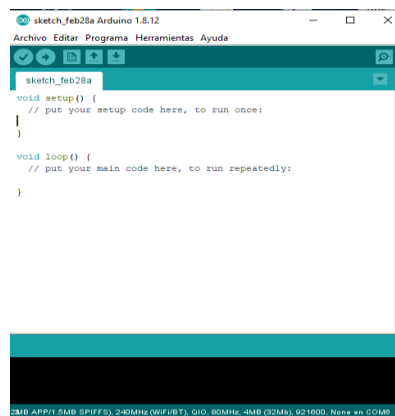 sketch_feb28a Arduino 1.8.12
Archivo Editar Programa Herramientas Ayuda
sketch_feb28a
void setup() {
  // put your setup code here, to run once:

}

void loop() {
  // put your main code here, to run repeatedly:

}
MB APP/1.5MB SPIFFS), 240MHz (WiFi/BT), QIO, 80MHz, 4MB (32Mb), 921600, None en COM6